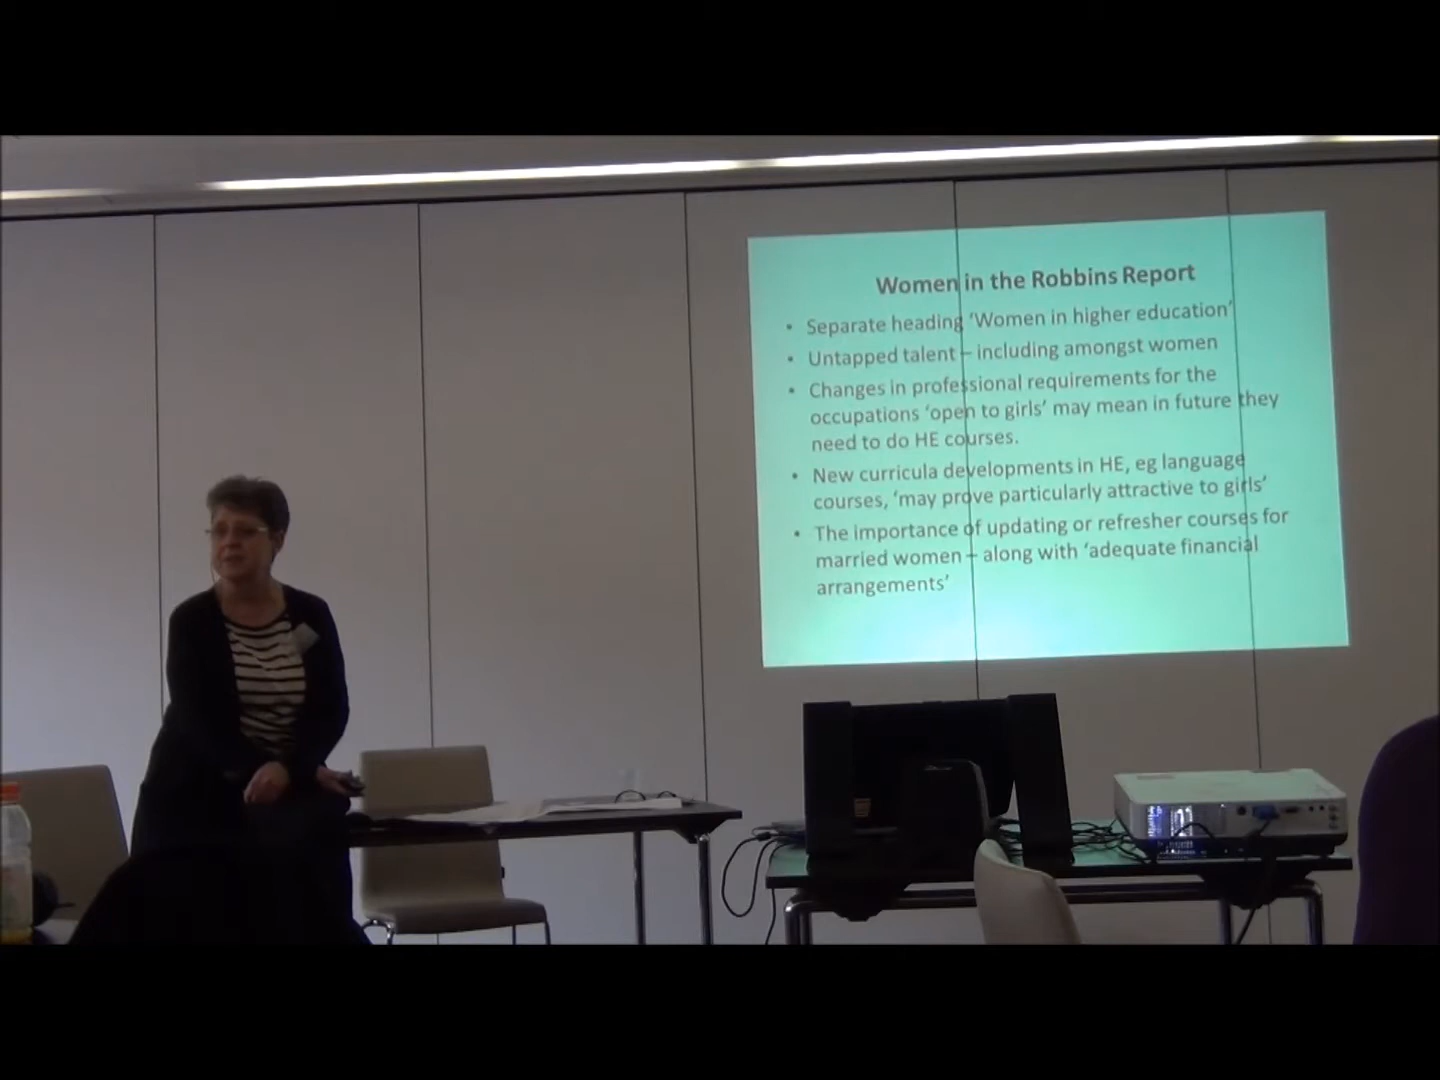 Women in the Robbins Report
• Separate heading ‘Women in higher education’
• Untapped talent – including amongst women
• Changes in professional requirements for the
occupations ‘open to girls’ may mean in future they
need to do HE courses.
• New curricula developments in HE, eg language
courses, ‘may prove particularly attractive to girls’
• The importance of updating or refresher courses for
married women – along with ‘adequate financial
arrangements’